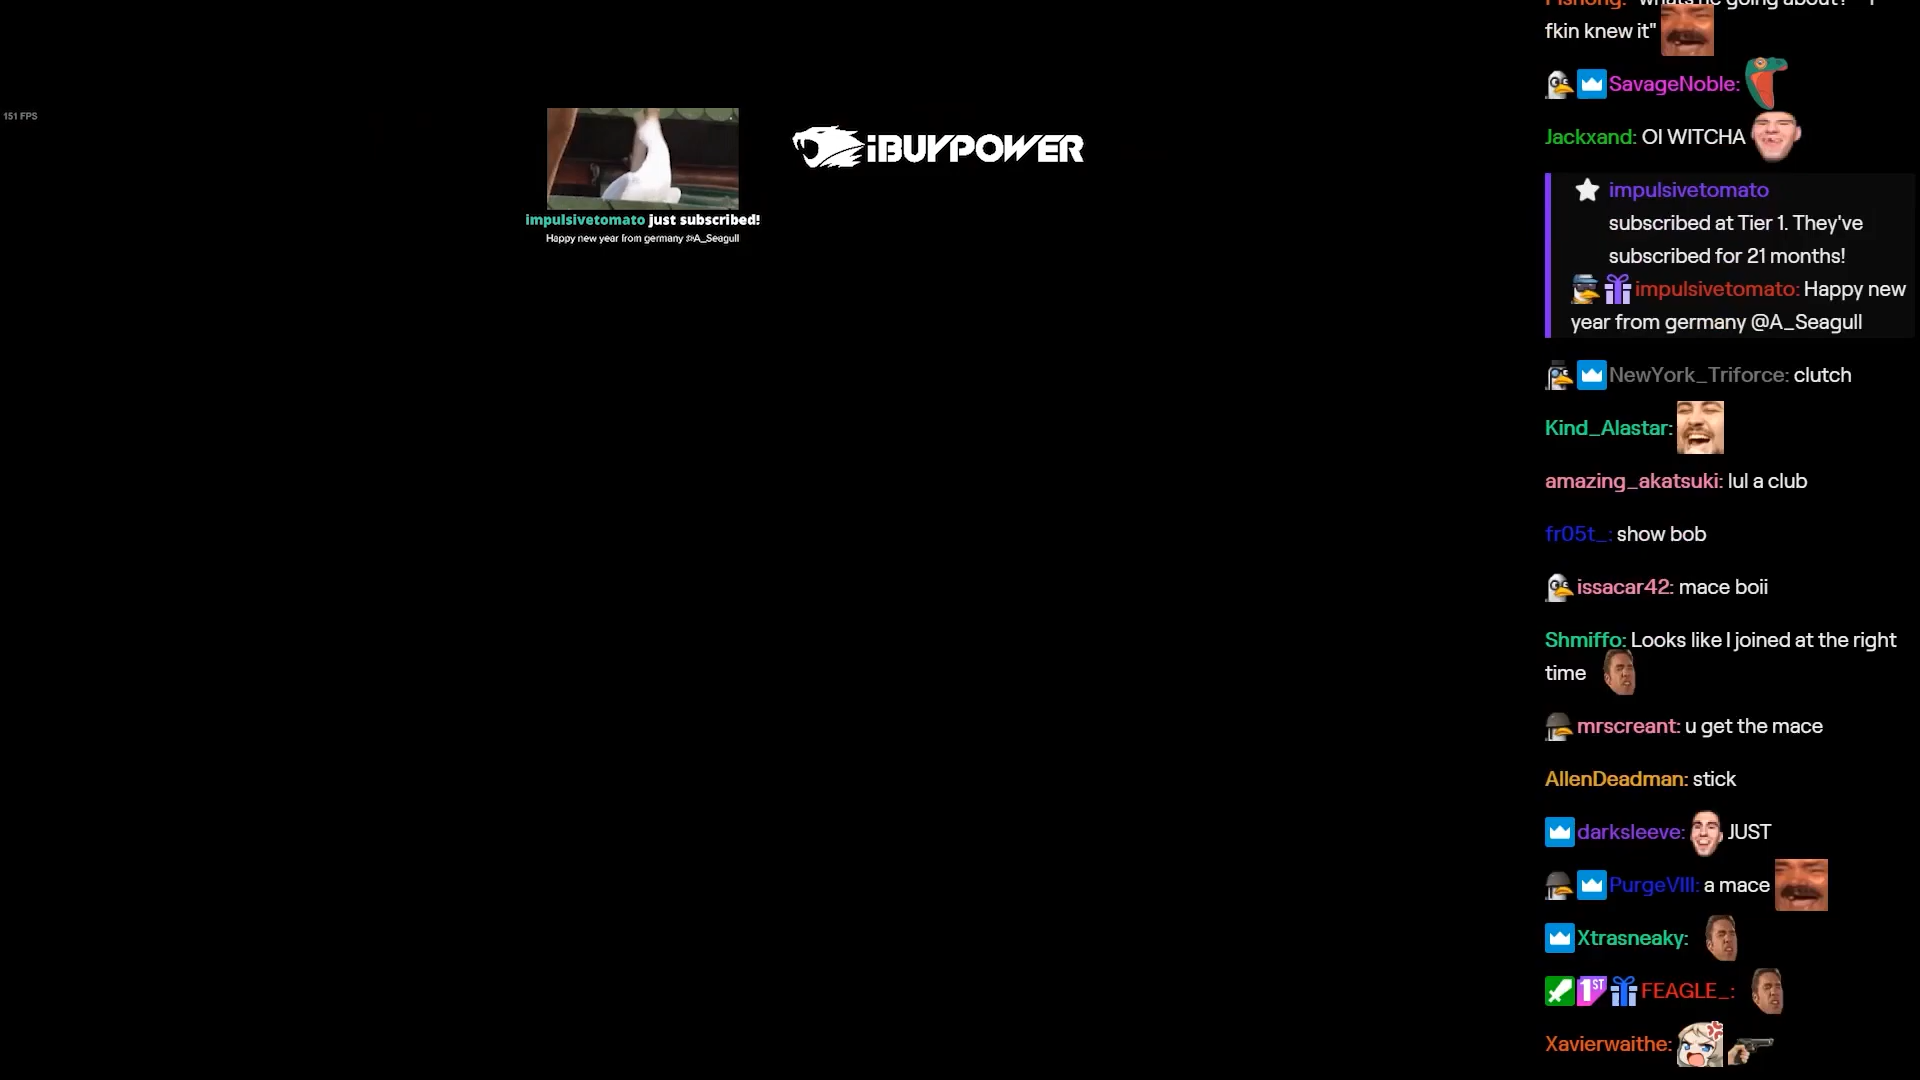 151 FPS
iBUYPOWER
impulsivetomato just subscribed!
Happy new year from germany @A_Seagull
fkin knew it"
SavageNoble:
Jackxand: OI WITCHA
impulsivetomato
subscribed at Tier 1. They've
subscribed for 21 months!
impulsivetomato: Happy new
year from germany @A_Seagull
NewYork_Triforce: clutch
Kind_Alastar:
amazing_akatsuki: lul a club
fr05t_: show bob
issacar42: mace boii
Shmiffo: Looks like I joined at the right
time
mrscreant: u get the mace
AllenDeadman: stick
darksleeve: JUST
PurgeVIII: a mace
Xtrasneaky:
1ST FEAGLE_:
Xavierwaithe: